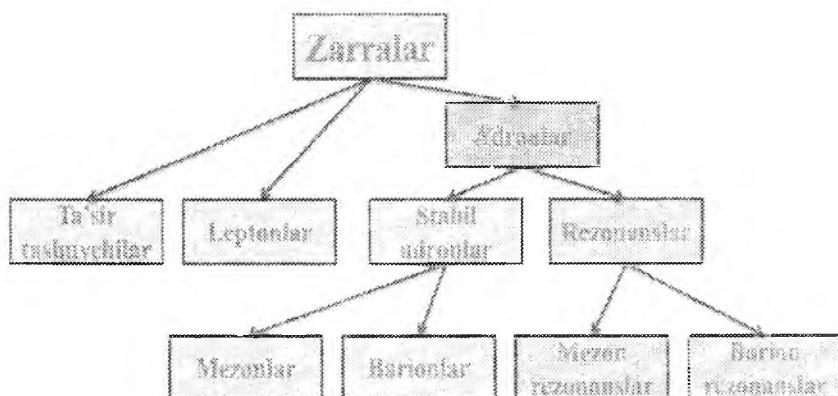 Zarralar
Adronlar
Ta'sir
tashuvchilar
Leptonlar
Stabil
adronlar
Rezonanslar
Mezonlar
Barionlar
Mezon
rezonanslar
Barion
rezonanslar